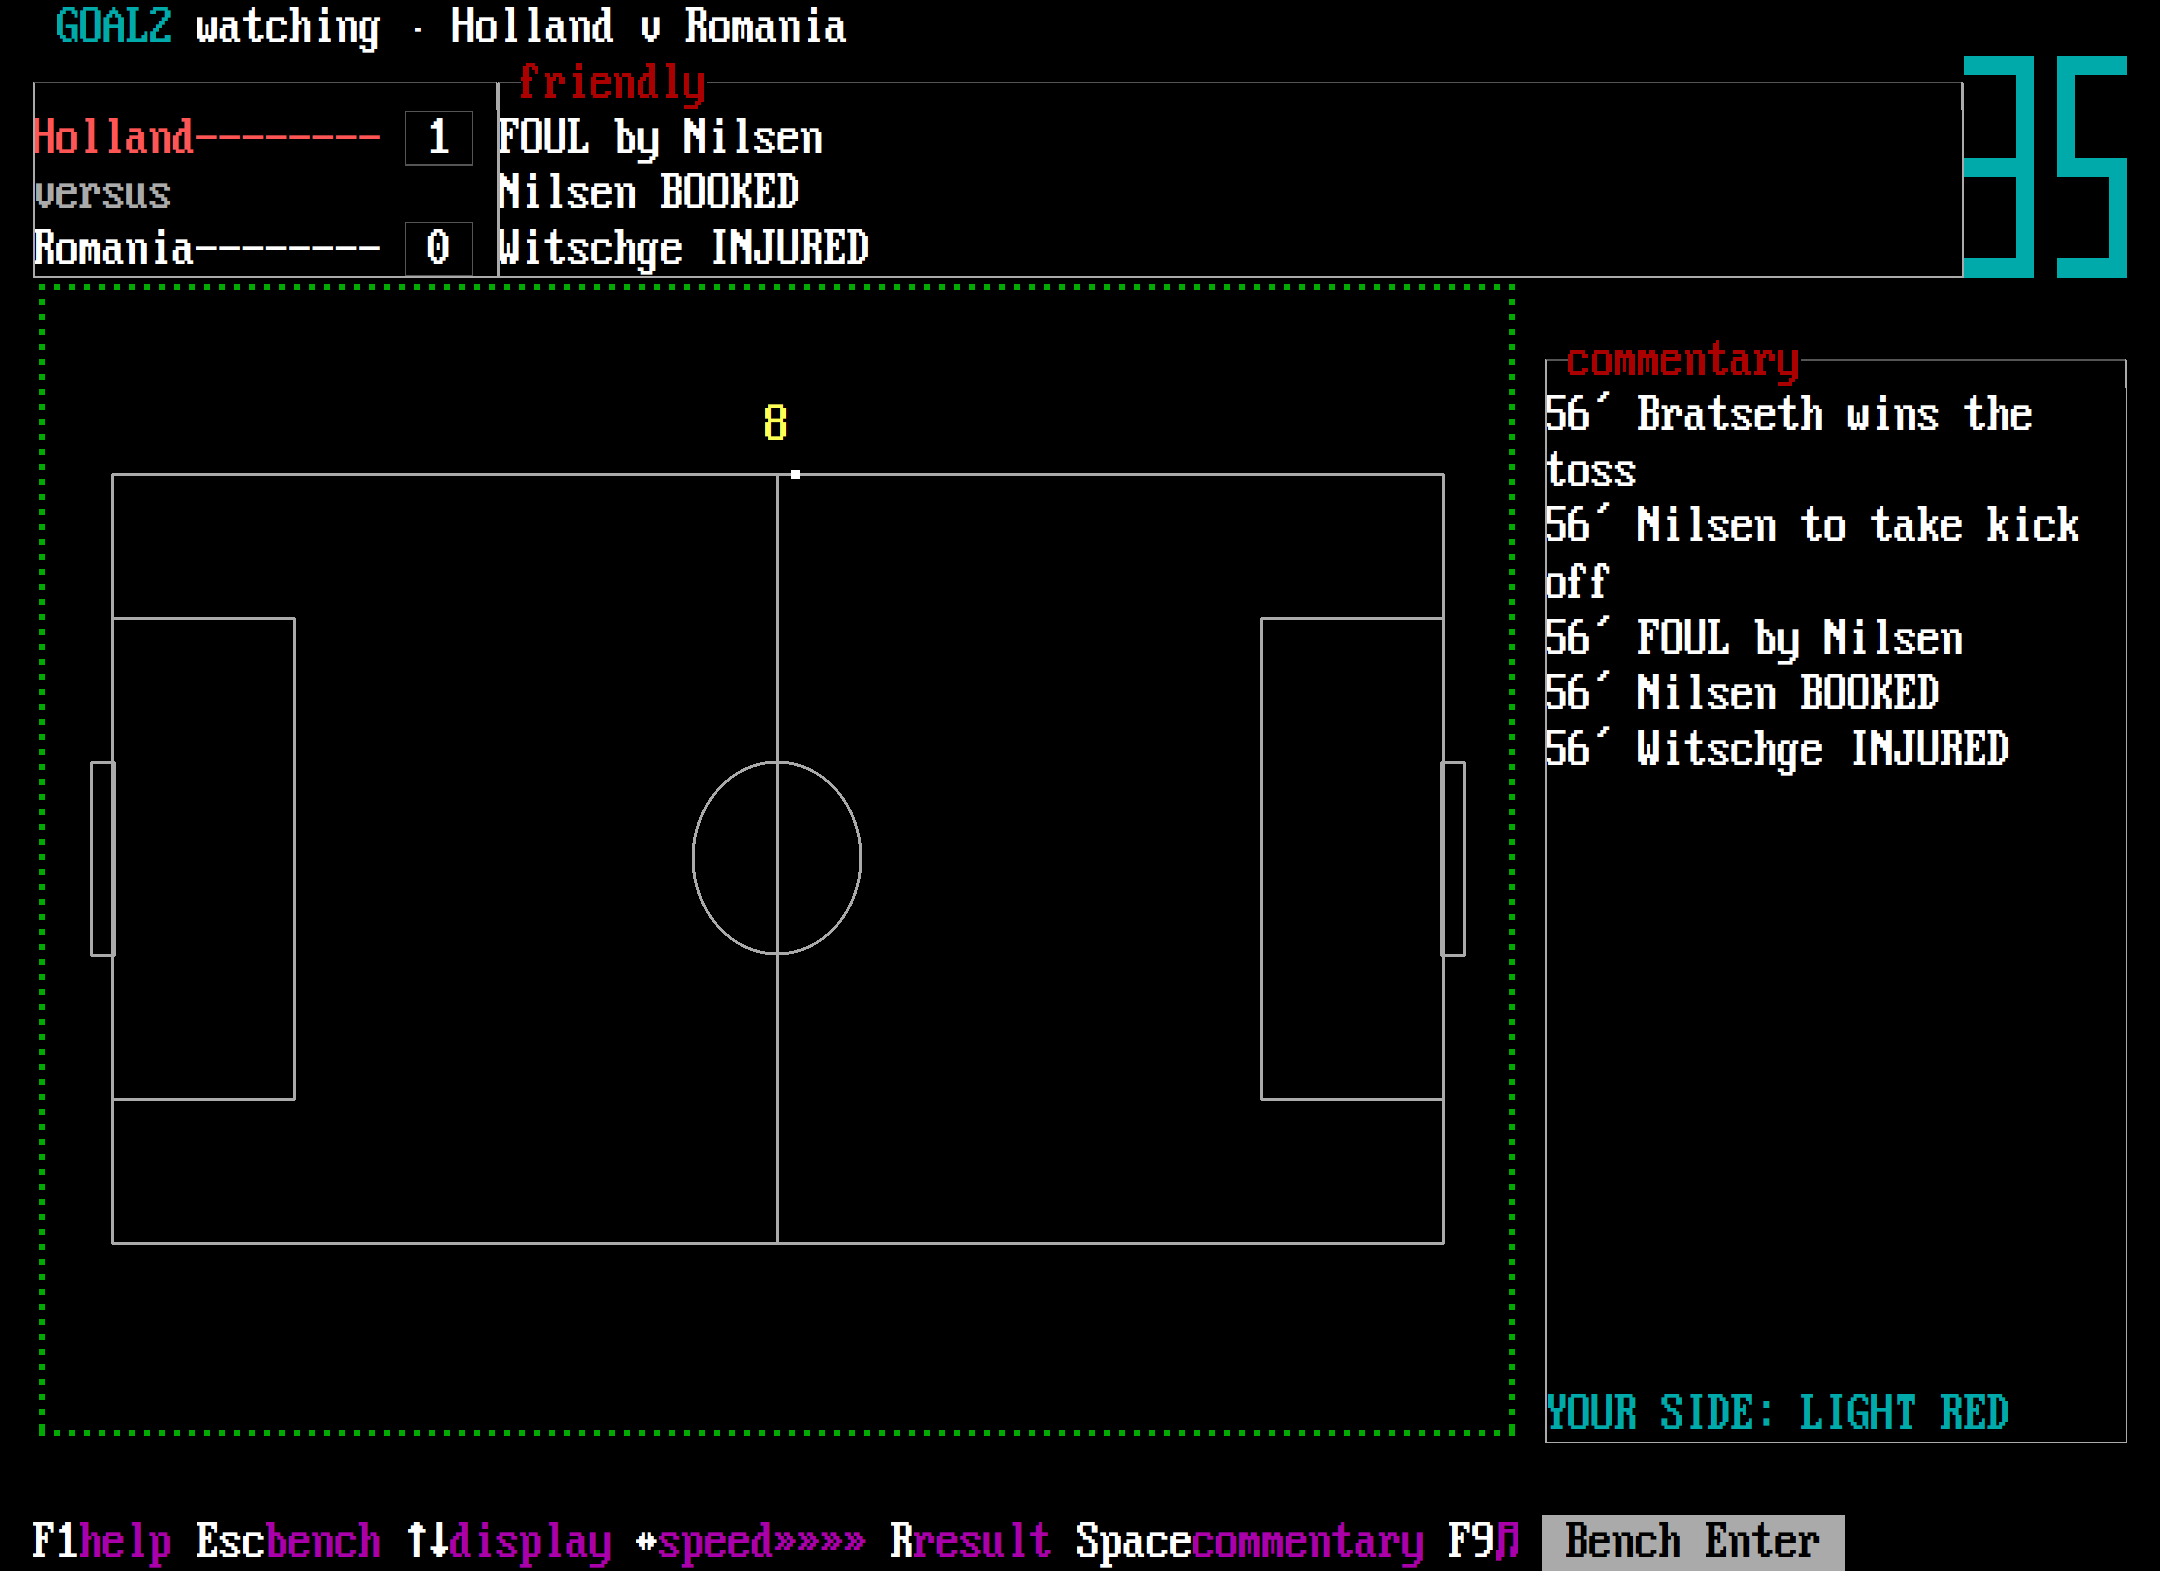 GOAL2 watching · Holland v Romania
friendly
Holland-------- 1
versus
Romania-------- 0
FOUL by Nilsen
Nilsen BOOKED
Witschge INJURED
35
8
commentary
56´ Bratseth wins the
toss
56´ Nilsen to take kick
off
56´ FOUL by Nilsen
56´ Nilsen BOOKED
56´ Witschge INJURED
YOUR SIDE: LIGHT RED
F1help Escbench ↑↓display *speed»»»» Rresult Spacecommentary F9♫ Bench Enter